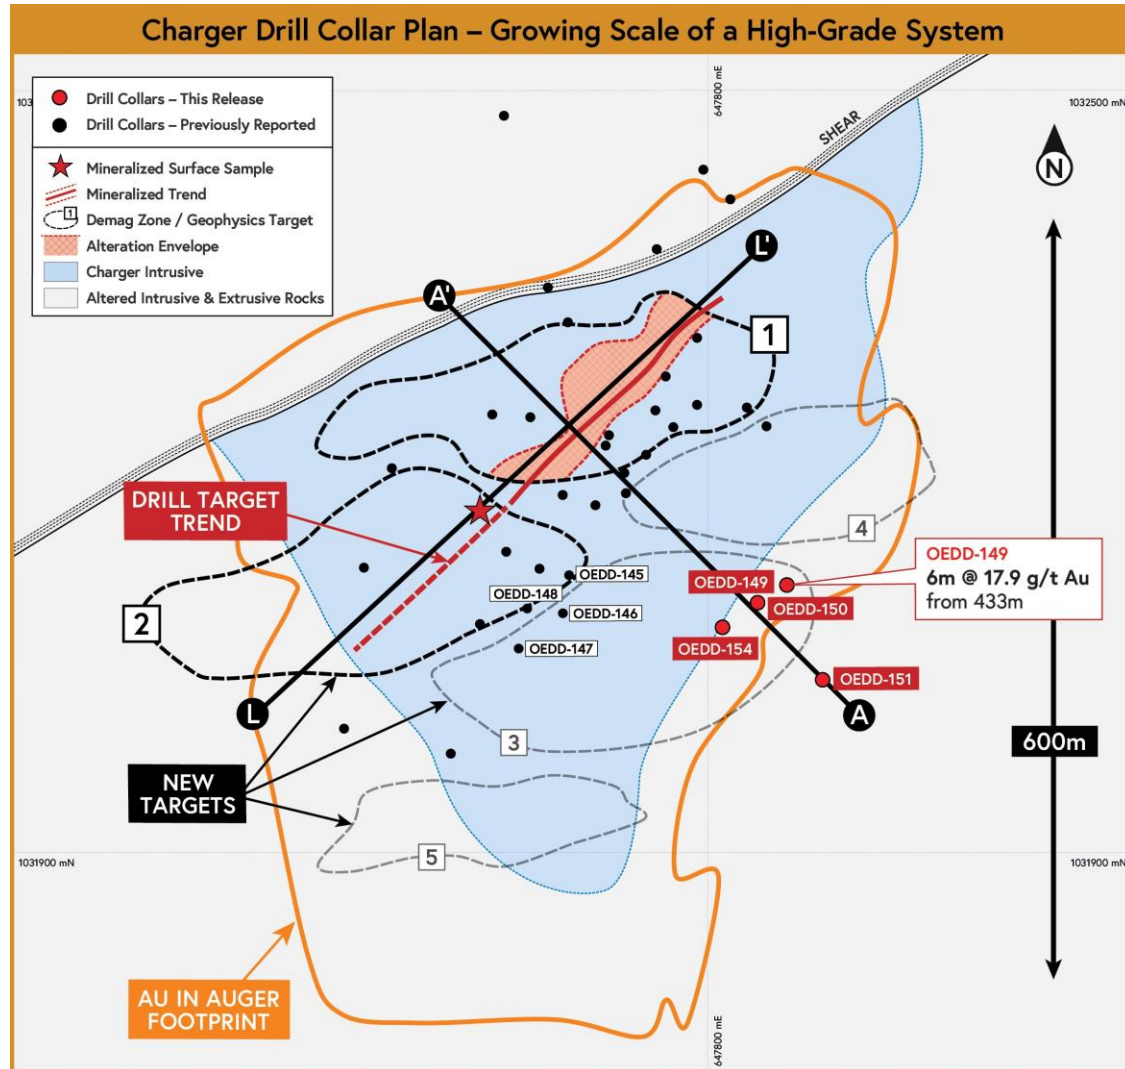 Charger Drill Collar Plan – Growing Scale of a High-Grade System
Drill Collars – This Release
Drill Collars – Previously Reported
Mineralized Surface Sample
Mineralized Trend
1
Demag Zone / Geophysics Target
Alteration Envelope
Charger Intrusive
Altered Intrusive & Extrusive Rocks
103
647800 mE
1032500 mN
SHEAR
N
L'
A'
1
DRILL TARGET
TREND
4
OEDD-149
6m @ 17.9 g/t Au
from 433m
OEDD-145
OEDD-149
OEDD-148
OEDD-150
OEDD-146
2
OEDD-154
OEDD-147
OEDD-151
L
A
3
600m
NEW
TARGETS
5
1031900 mN
1031900 mN
AU IN AUGER
FOOTPRINT
647800 mE